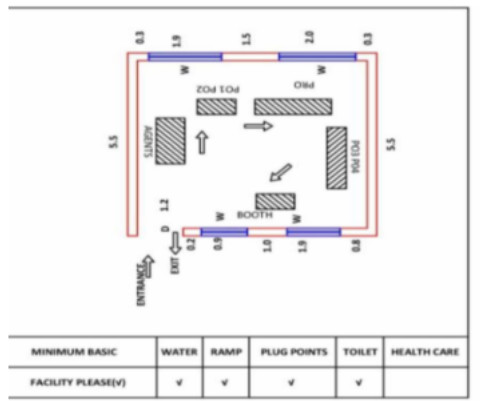 0.3 1.9 1.5 2.0 0.3
W W
PO1 PO2 PRO
5.5 AGENTS PO3 PO4 5.5
1.2
BOOTH
D W W
0.2 0.9 1.0 1.9 0.8
EXIT
ENTRANCE
MINIMUM BASIC WATER RAMP PLUG POINTS TOILET HEALTH CARE
FACILITY PLEASE(√) √ √ √ √